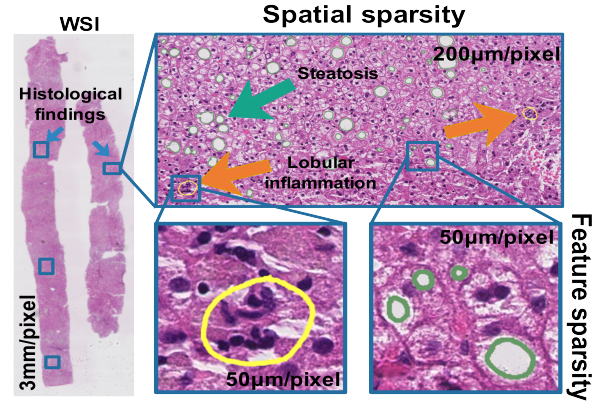 WSI
Spatial sparsity
200µm/pixel
Steatosis
Histological
findings
Lobular
inflammation
50µm/pixel
Feature sparsity
3mm/pixel
50µm/pixel